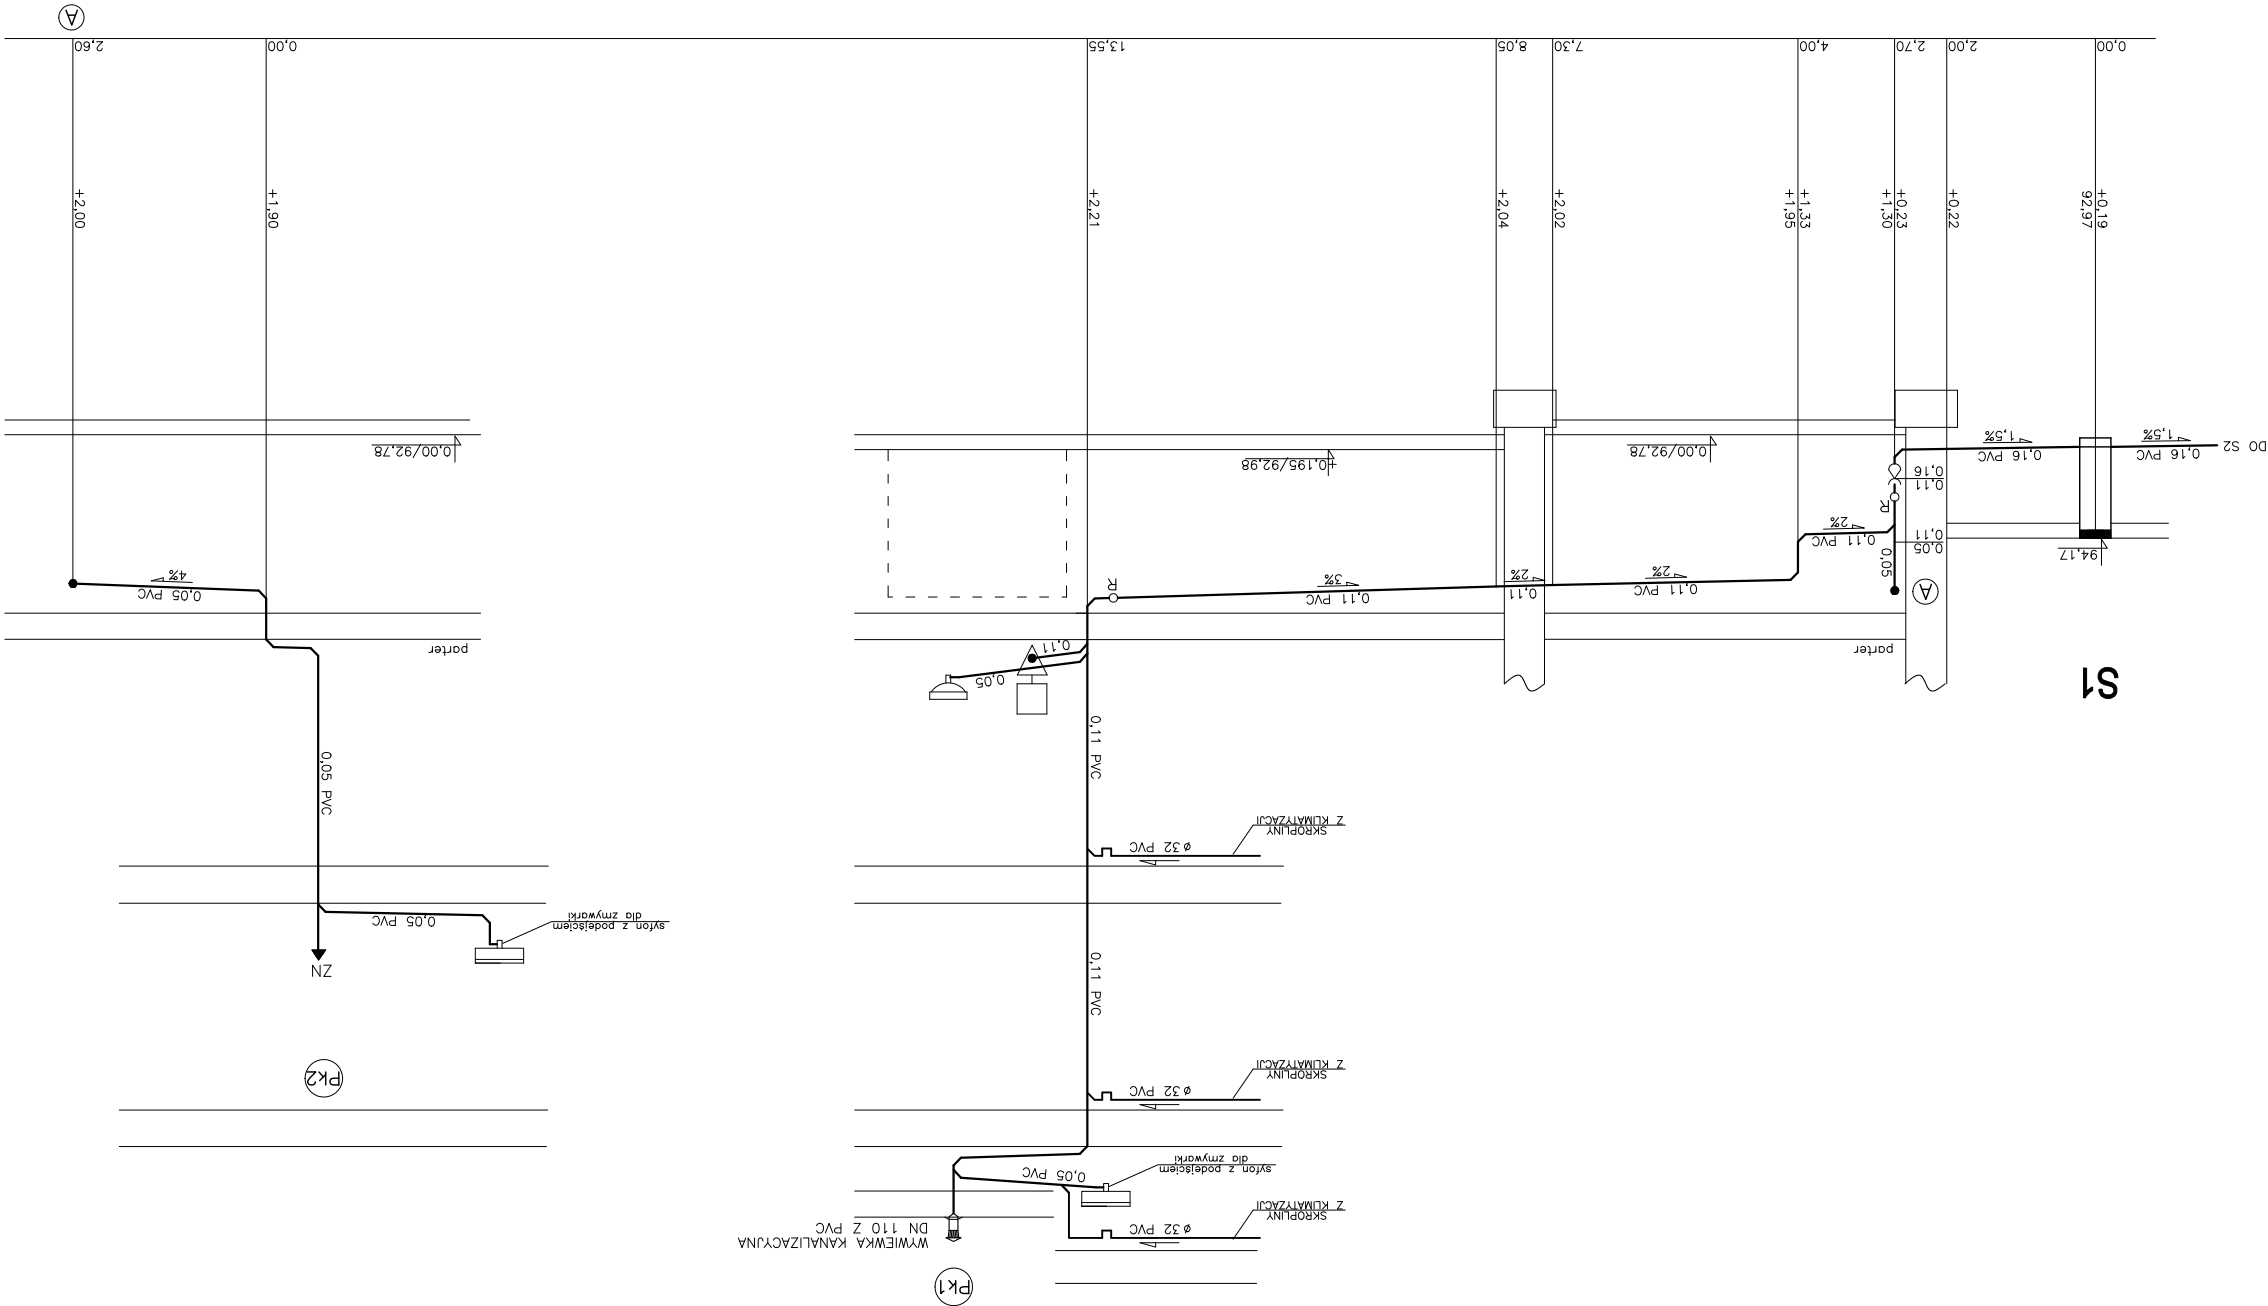 Pk1
WYWIEWKA KANALIZACYJNA
DN 110 Z PVC
SKROPLINY
Z KLIMATYZACJI
ø 32 PVC
0,05 PVC
syfon z podejściem
dla zmywarki
SKROPLINY
Z KLIMATYZACJI
ø 32 PVC
Pk2
0,11 PVC
ZN
syfon z podejściem
dla zmywarki
0,05 PVC
SKROPLINY
Z KLIMATYZACJI
ø 32 PVC
0,11 PVC
0,05 PVC
S1
parter
0,05
0,11
parter
A
0,05
R
0,05 PVC
4%
0,11 PVC
3%
0,11
2%
0,11 PVC
2%
0,11 PVC
2%
0,05
0,11
94,17
R
0,11
0,16
DO S2
0,16 PVC
1,5%
0,16 PVC
1,5%
0,00/92,78
+0,195/92,98
0,00/92,78
+0,19
92,97
+0,22
+0,23
+1,30
+1,33
+1,95
+2,02
+2,04
+2,21
+1,90
+2,00
0,00
2,00
2,70
4,00
7,30
8,05
13,55
0,00
2,60
A